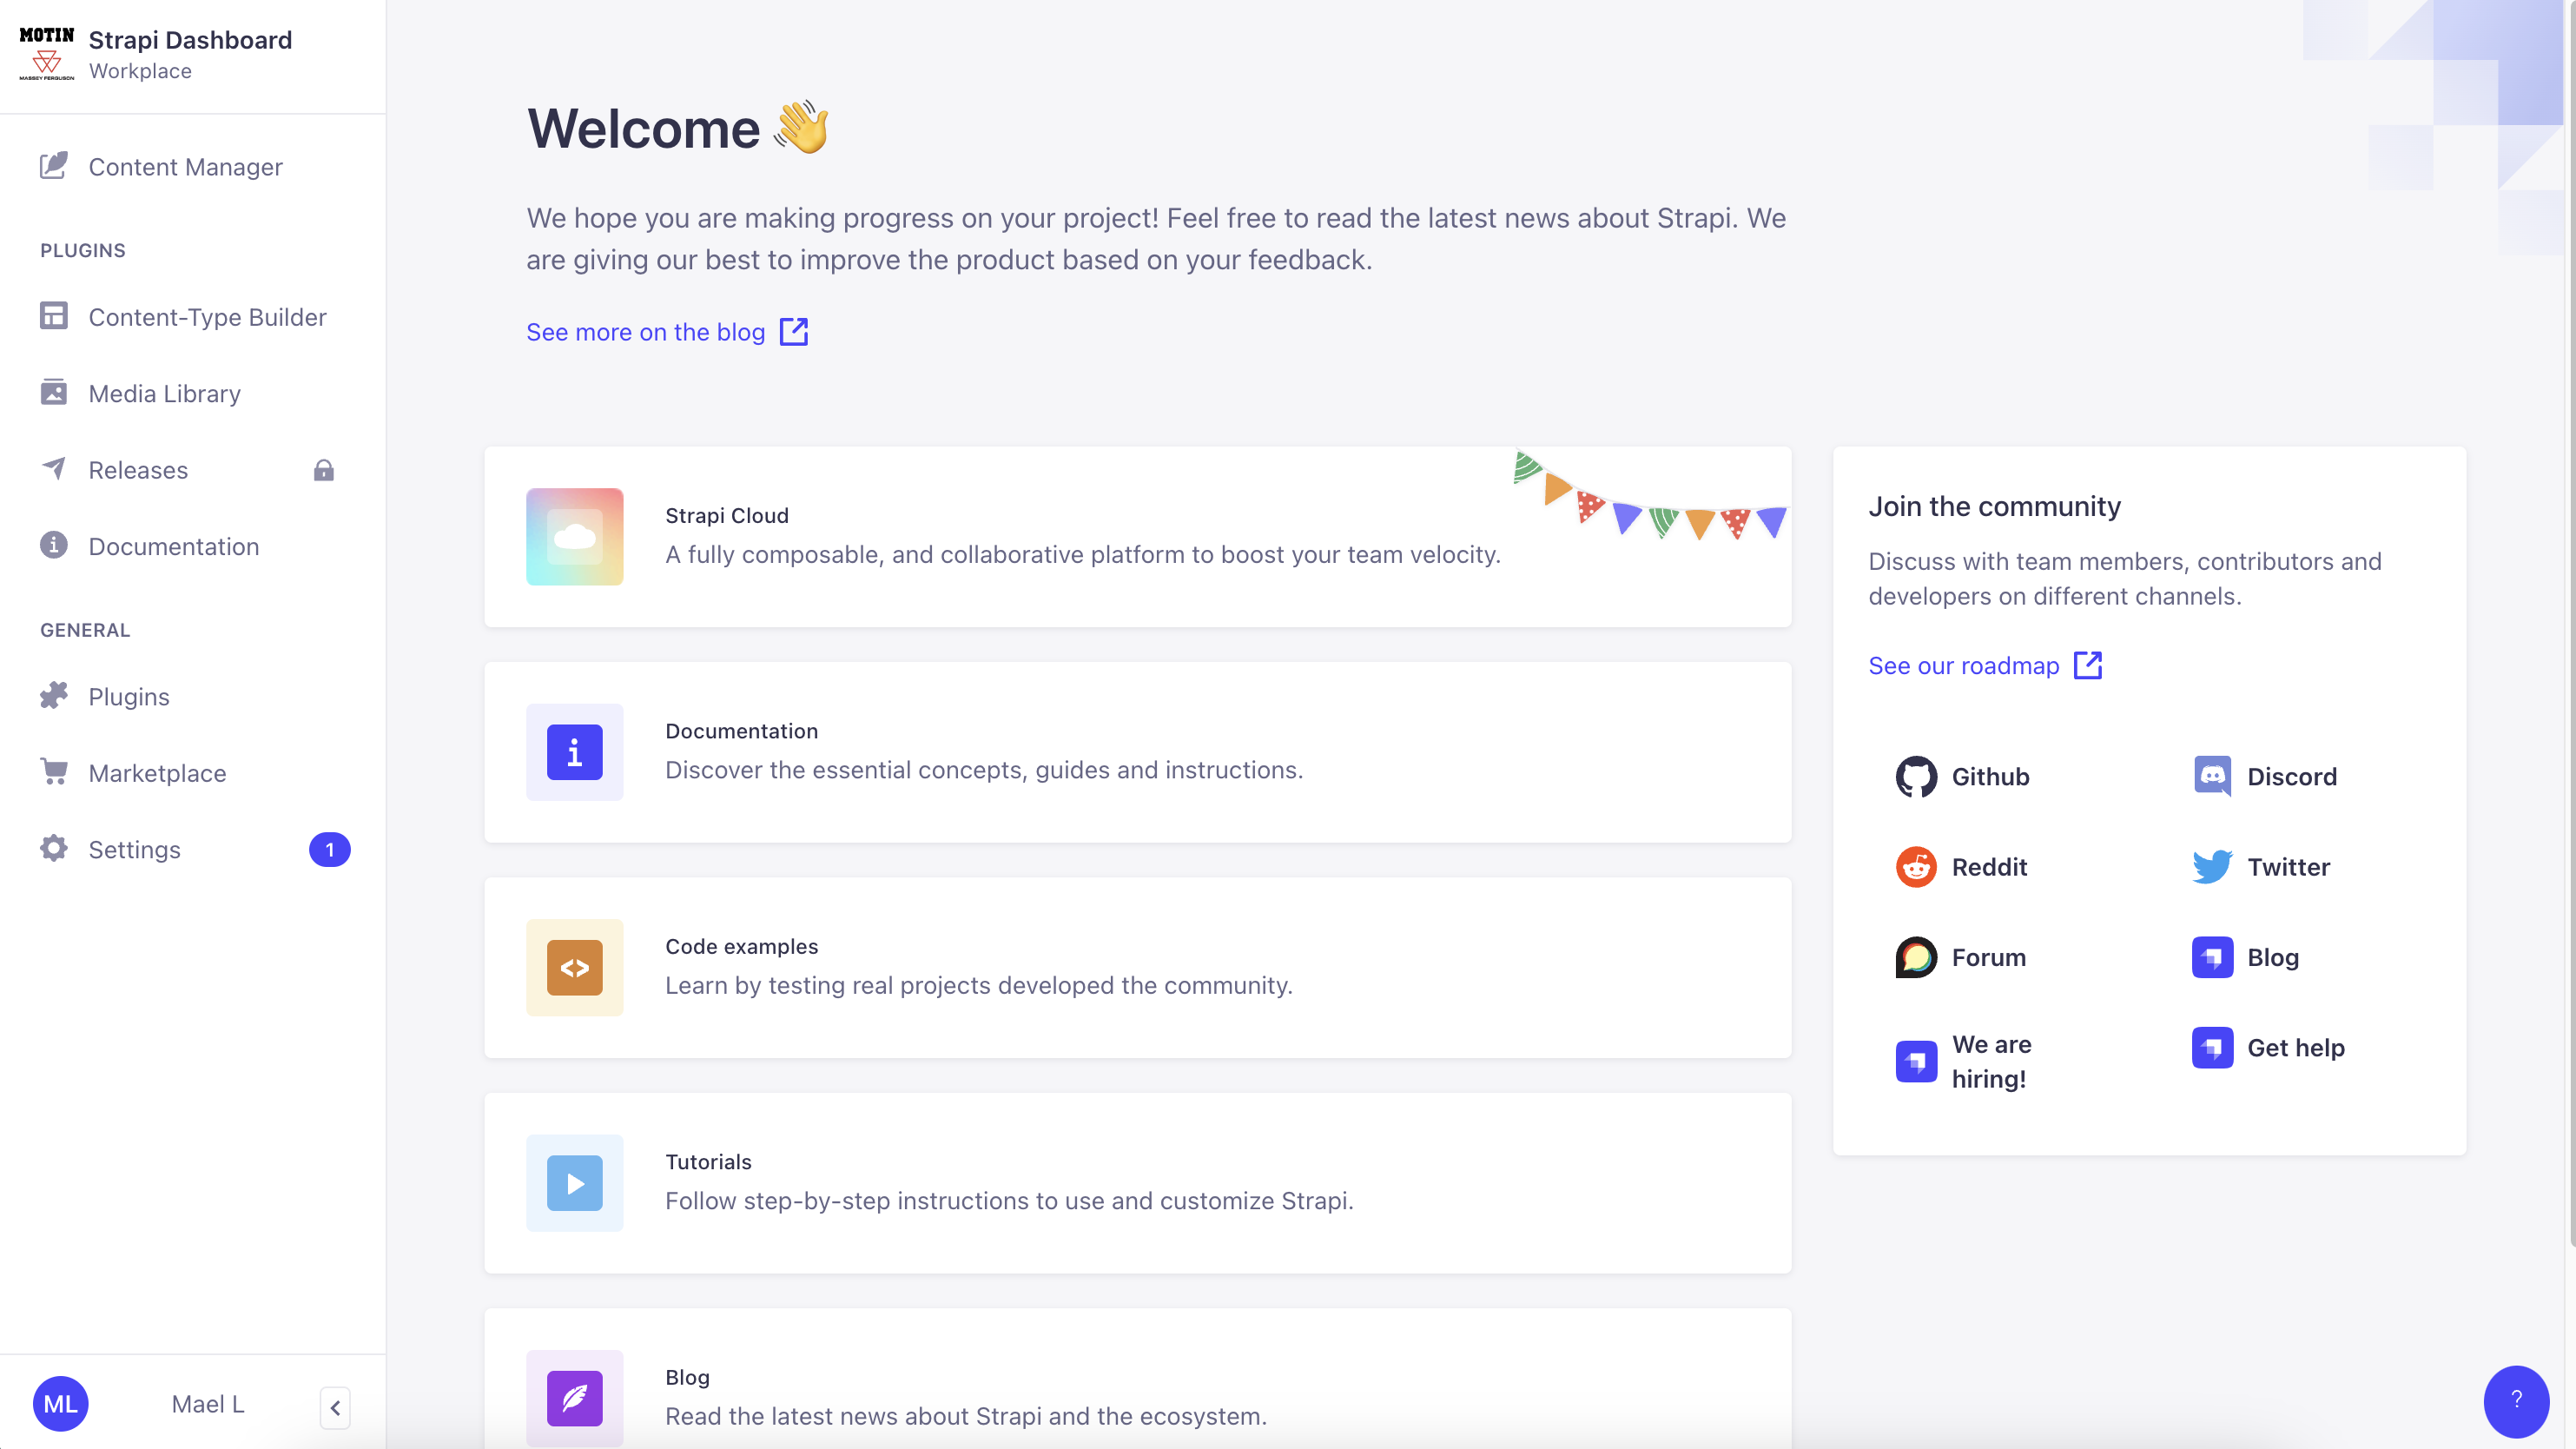 MOTIN
MASSEY FERGUSON
Strapi Dashboard
Workplace
Content Manager
PLUGINS
Content-Type Builder
Media Library
Releases
Documentation
GENERAL
Plugins
Marketplace
Settings
1
ML
Mael L
Welcome 👋
We hope you are making progress on your project! Feel free to read the latest news about Strapi. We
are giving our best to improve the product based on your feedback.
See more on the blog
Strapi Cloud
A fully composable, and collaborative platform to boost your team velocity.
Documentation
Discover the essential concepts, guides and instructions.
Code examples
Learn by testing real projects developed the community.
Tutorials
Follow step-by-step instructions to use and customize Strapi.
Blog
Read the latest news about Strapi and the ecosystem.
Join the community
Discuss with team members, contributors and
developers on different channels.
See our roadmap
Github
Discord
Reddit
Twitter
Forum
Blog
We are
hiring!
Get help
?